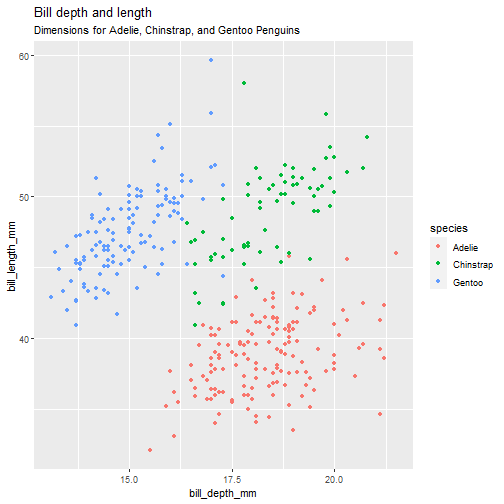 Bill depth and length
Dimensions for Adelie, Chinstrap, and Gentoo Penguins
60
50
40
bill_length_mm
15.0 17.5 20.0
bill_depth_mm
species
Adelie
Chinstrap
Gentoo